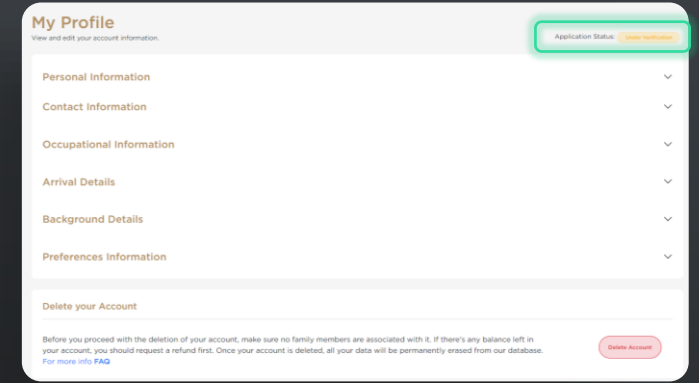 My Profile
View and edit your account information.
Application Status: Under Verification
Personal Information
Contact Information
Occupational Information
Arrival Details
Background Details
Preferences Information
Delete your Account
Before you proceed with the deletion of your account, make sure no family members are associated with it. If there's any balance left in
your account, you should request a refund first. Once your account is deleted, all your data will be permanently erased from our database.
For more info FAQ
Delete Account